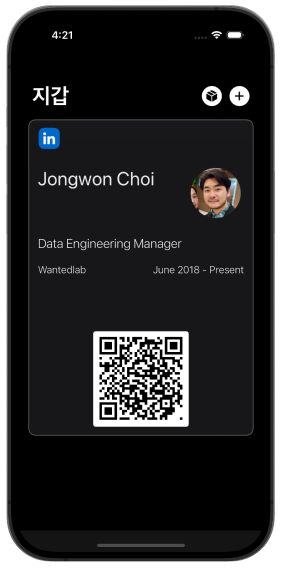 4:21
지갑
in
Jongwon Choi
Data Engineering Manager
Wantedlab June 2018 - Present